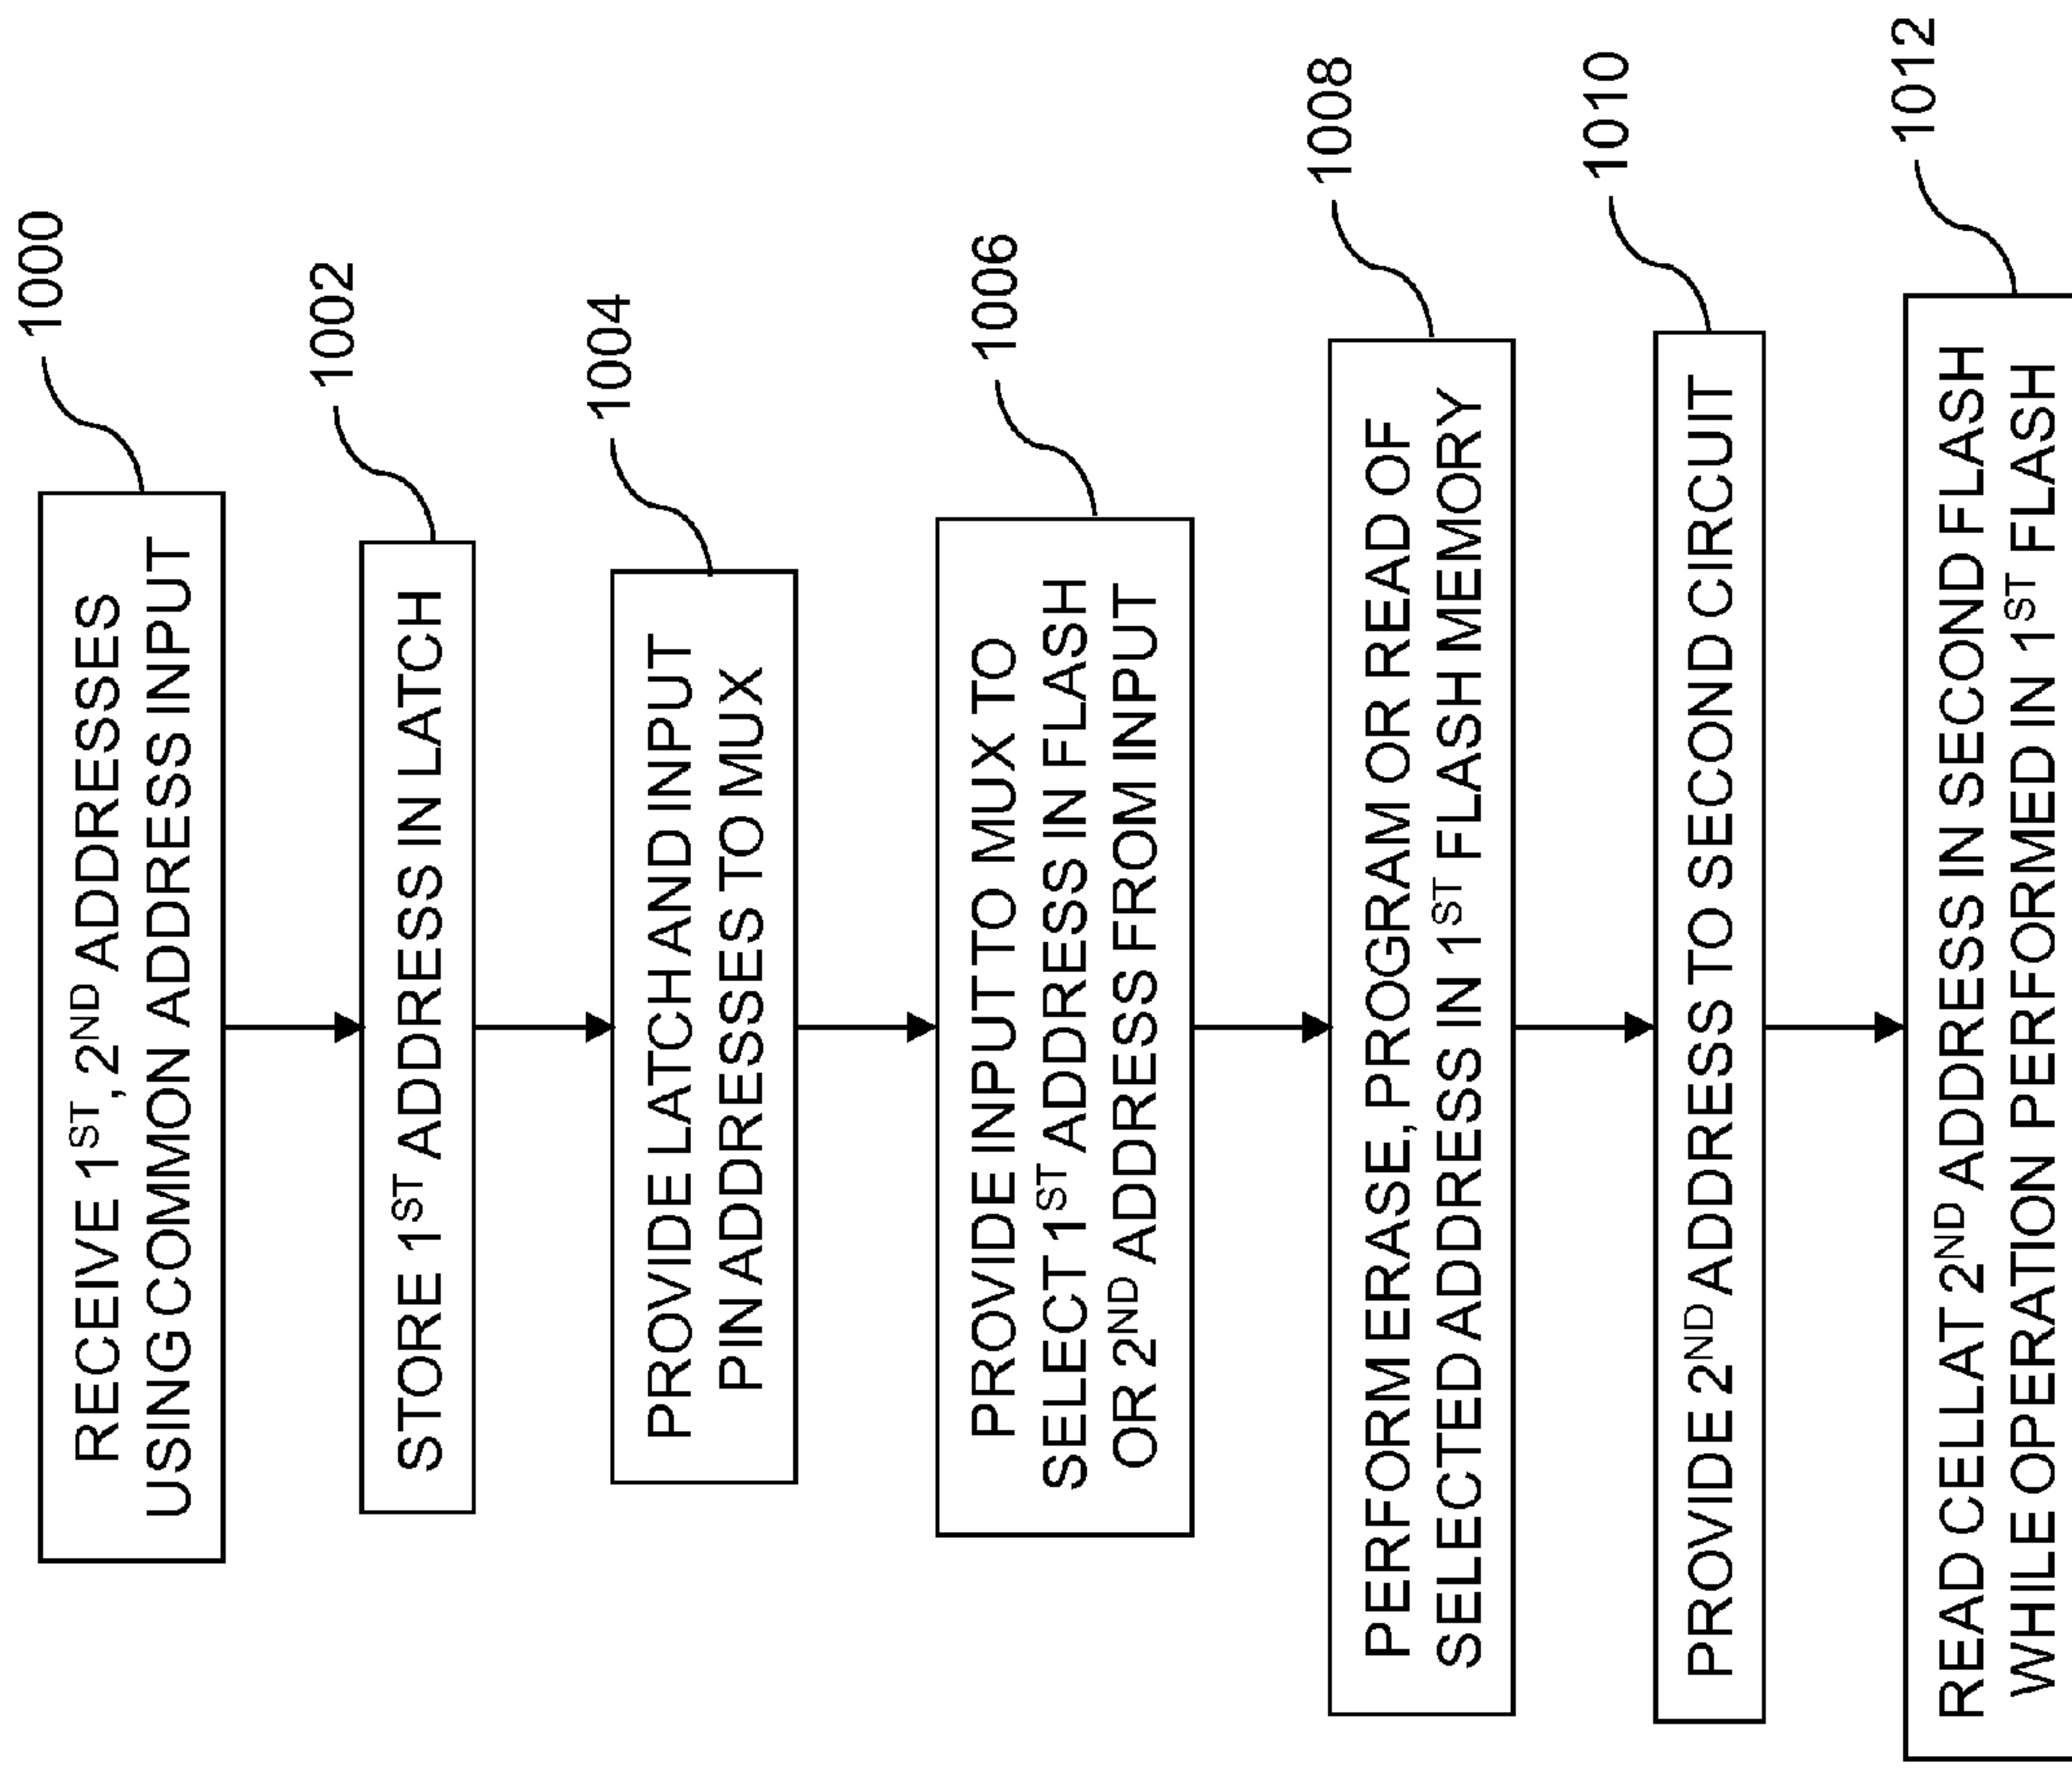 1000
RECEIVE 1ST, 2ND ADDRESSES
USING COMMON ADDRESS INPUT
1002
STORE 1ST ADDRESS IN LATCH
1004
PROVIDE LATCH AND INPUT
PIN ADDRESSES TO MUX
1006
PROVIDE INPUT TO MUX TO
SELECT 1ST ADDRESS IN FLASH
OR 2ND ADDRESS FROM INPUT
1008
PERFORM ERASE, PROGRAM OR READ OF
SELECTED ADDRESS IN 1ST FLASH MEMORY
1010
PROVIDE 2ND ADDRESS TO SECOND CIRCUIT
1012
READ CELL AT 2ND ADDRESS IN SECOND FLASH
WHILE OPERATION PERFORMED IN 1ST FLASH